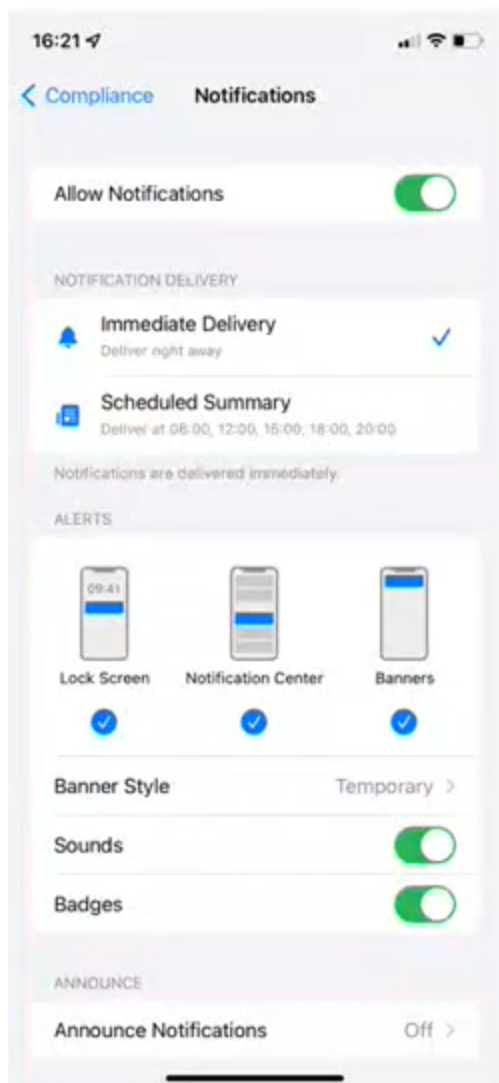 16:21
Compliance
Notifications
Allow Notifications
NOTIFICATION DELIVERY
Immediate Delivery
Deliver right away
Scheduled Summary
Deliver at 08:00, 12:00, 16:00, 18:00, 20:00
Notifications are delivered immediately.
ALERTS
09:41
Lock Screen
Notification Center
Banners
Banner Style
Temporary
Sounds
Badges
ANNOUNCE
Announce Notifications
Off